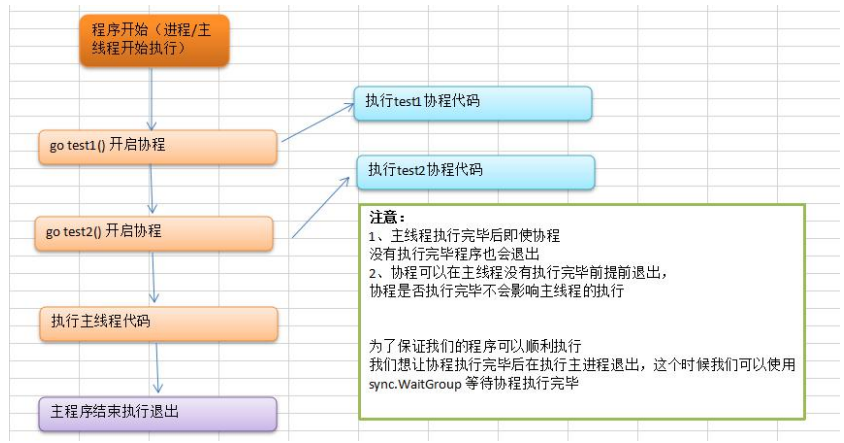 程序开始（进程/主
线程开始执行）
执行test1协程代码
go test1() 开启协程
执行test2协程代码
go test2() 开启协程
注意：
1、主线程执行完毕后即使协程
没有执行完毕程序也会退出
2、协程可以在主线程没有执行完毕前提前退出，
协程是否执行完毕不会影响主线程的执行
执行主线程代码
为了保证我们的程序可以顺利执行
我们想让协程执行完毕后在执行主进程退出，这个时候我们可以使用
sync.WaitGroup 等待协程执行完毕
主程序结束执行退出